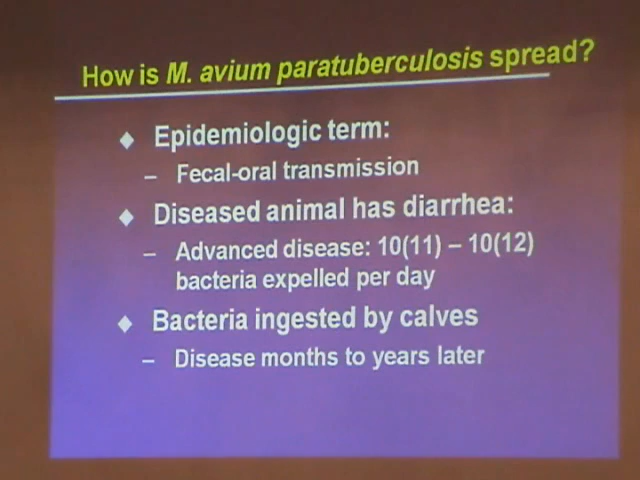 How is M. avium paratuberculosis spread?
◆ Epidemiologic term:
– Fecal-oral transmission
◆ Diseased animal has diarrhea:
– Advanced disease: 10(11) – 10(12)
bacteria expelled per day
◆ Bacteria ingested by calves
– Disease months to years later